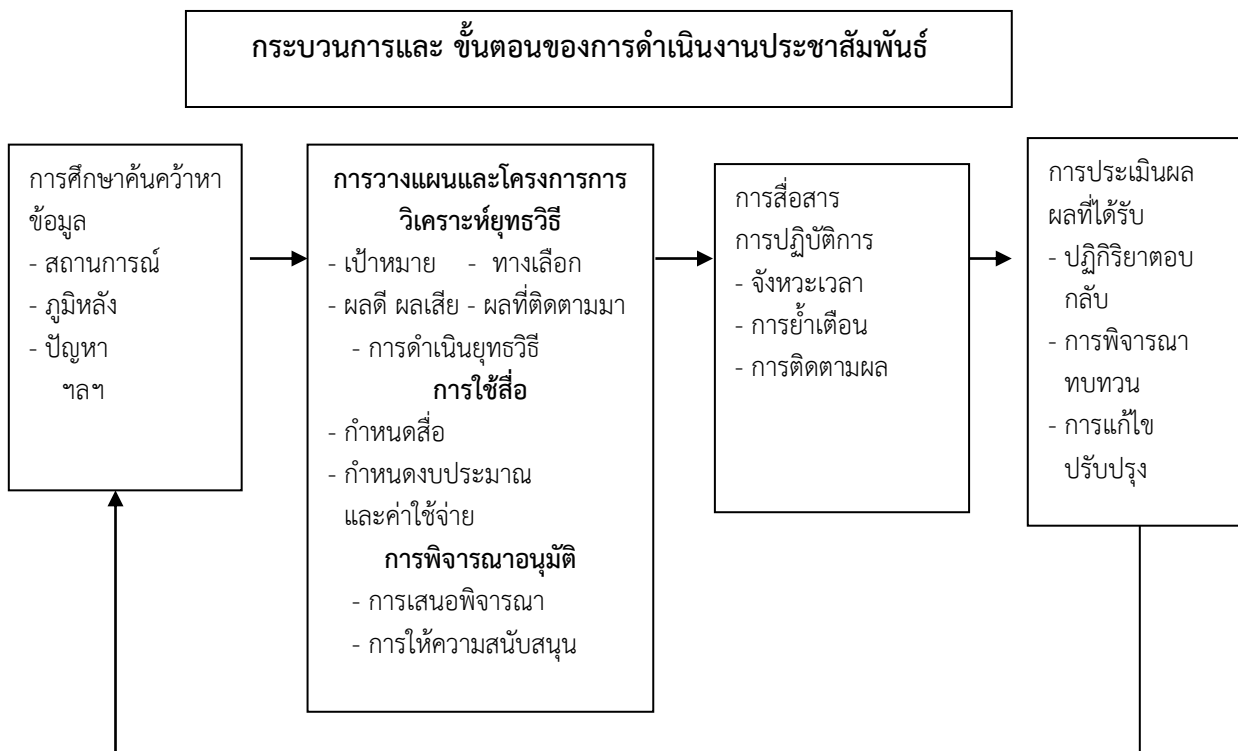 กระบวนการและ ขั้นตอนของการดำเนินงานประชาสัมพันธ์
การศึกษาค้นคว้าหา
ข้อมูล
- สถานการณ์
- ภูมิหลัง
- ปัญหา
ฯลฯ
การวางแผนและโครงการการ
วิเคราะห์ยุทธวิธี
- เป้าหมาย - ทางเลือก
- ผลดี ผลเสีย - ผลที่ติดตามมา
- การดำเนินยุทธวิธี
การใช้สื่อ
- กำหนดสื่อ
- กำหนดงบประมาณ
และค่าใช้จ่าย
การพิจารณาอนุมัติ
- การเสนอพิจารณา
- การให้ความสนับสนุน
การสื่อสาร
การปฏิบัติการ
- จังหวะเวลา
- การย้ำเตือน
- การติดตามผล
การประเมินผล
ผลที่ได้รับ
- ปฏิกิริยาตอบ
กลับ
- การพิจารณา
ทบทวน
- การแก้ไข
ปรับปรุง